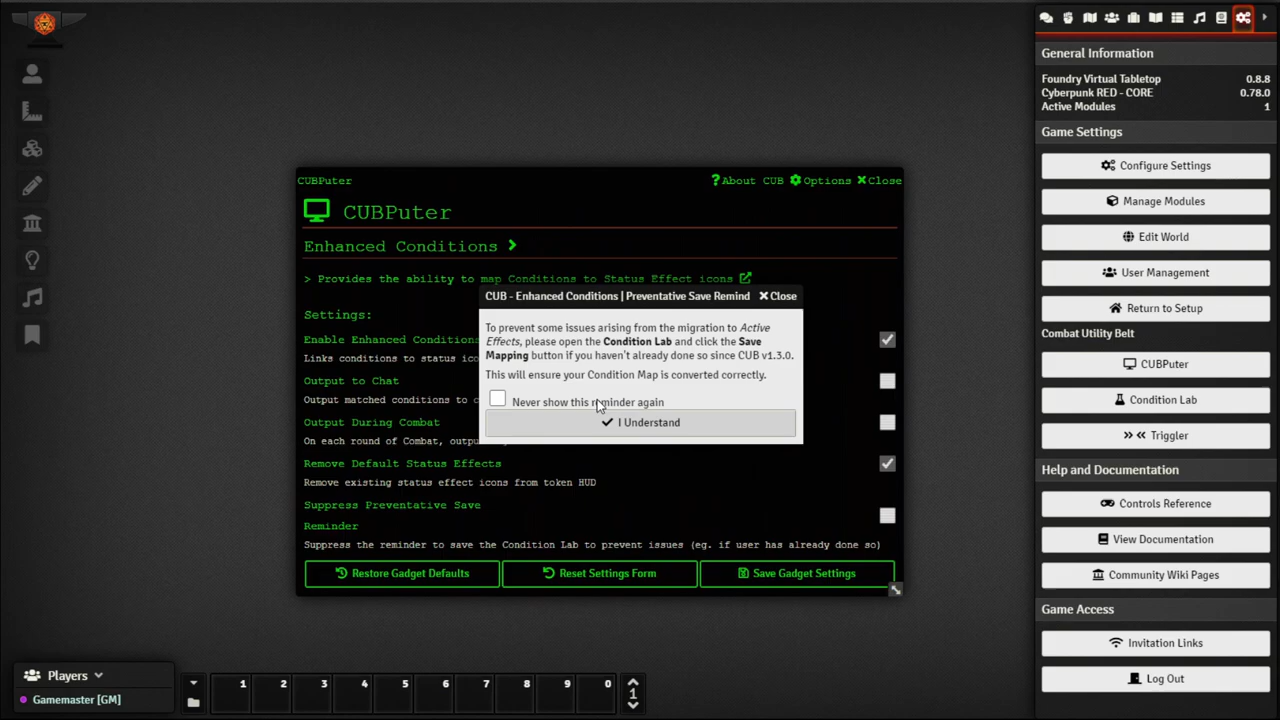 General Information
Foundry Virtual Tabletop 0.8.8
Cyberpunk RED - CORE 0.78.0
Active Modules 1
Game Settings
Configure Settings
Manage Modules
Edit World
User Management
Return to Setup
Combat Utility Belt
CUBPuter
Condition Lab
Triggler
Help and Documentation
Controls Reference
View Documentation
Community Wiki Pages
Game Access
Invitation Links
Log Out
CUBPuter ?About CUB Options Close
CUBPuter
Enhanced Conditions
> Provides the ability to map Conditions to Status Effect icons
Settings:
Enable Enhanced Conditions
Links conditions to status ico
Output to Chat
Output matched conditions to c
Output During Combat
On each round of Combat, outpu
Remove Default Status Effects
Remove existing status effect icons from token HUD
Suppress Preventative Save
Reminder
Suppress the reminder to save the Condition Lab to prevent issues (eg. if user has already done so)
Restore Gadget Defaults Reset Settings Form Save Gadget Settings
CUB - Enhanced Conditions | Preventative Save Remind Close
To prevent some issues arising from the migration to Active
Effects, please open the Condition Lab and click the Save
Mapping button if you haven't already done so since CUB v1.3.0.
This will ensure your Condition Map is converted correctly.
Never show this reminder again
I Understand
Players
Gamemaster [GM]
1 2 3 4 5 6 7 8 9 0
1